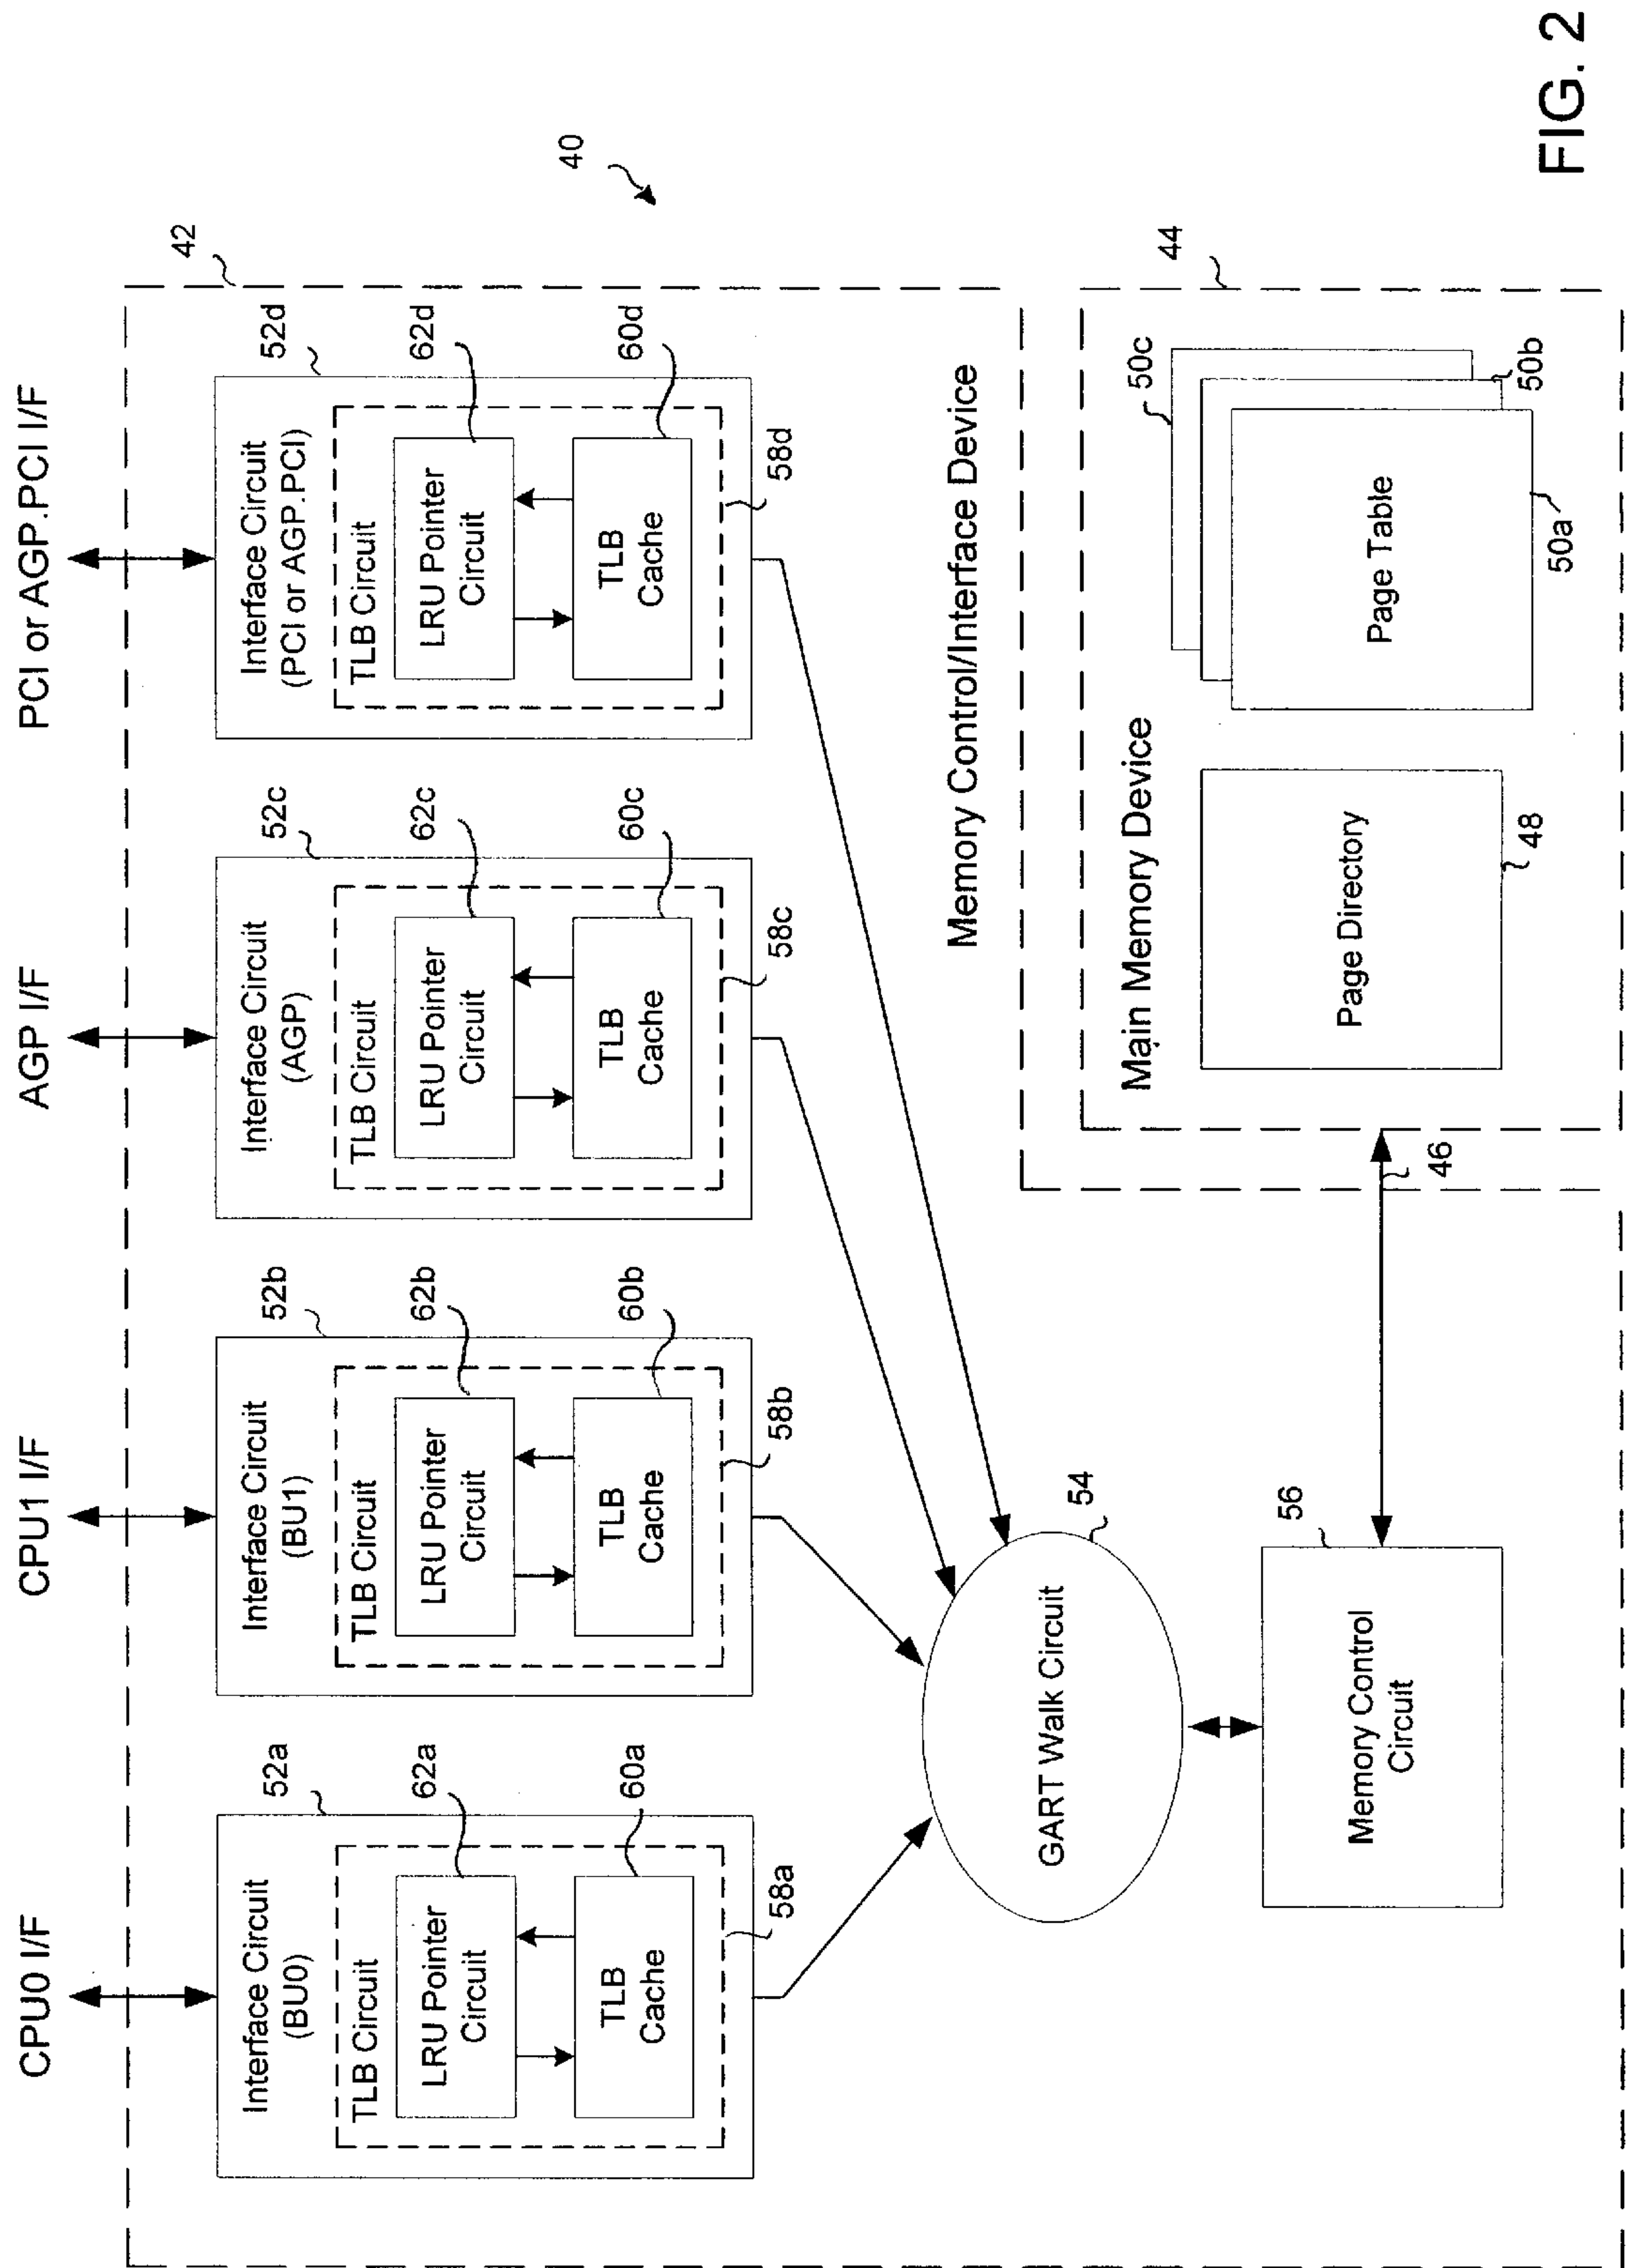 CPU0 I/F
CPU1 I/F
AGP I/F
PCI or AGP.PCI I/F
42
40
52a
Interface Circuit
(BU0)
TLB Circuit
62a
LRU Pointer
Circuit
60a
TLB
Cache
58a
52b
Interface Circuit
(BU1)
TLB Circuit
62b
LRU Pointer
Circuit
60b
TLB
Cache
58b
52c
Interface Circuit
(AGP)
TLB Circuit
62c
LRU Pointer
Circuit
60c
TLB
Cache
58c
52d
Interface Circuit
(PCI or AGP.PCI)
TLB Circuit
62d
LRU Pointer
Circuit
60d
TLB
Cache
58d
Memory Control/Interface Device
GART Walk Circuit
54
Memory Control
Circuit
56
46
44
Main Memory Device
Page Directory
48
Page Table
50a
50b
50c
FIG. 2